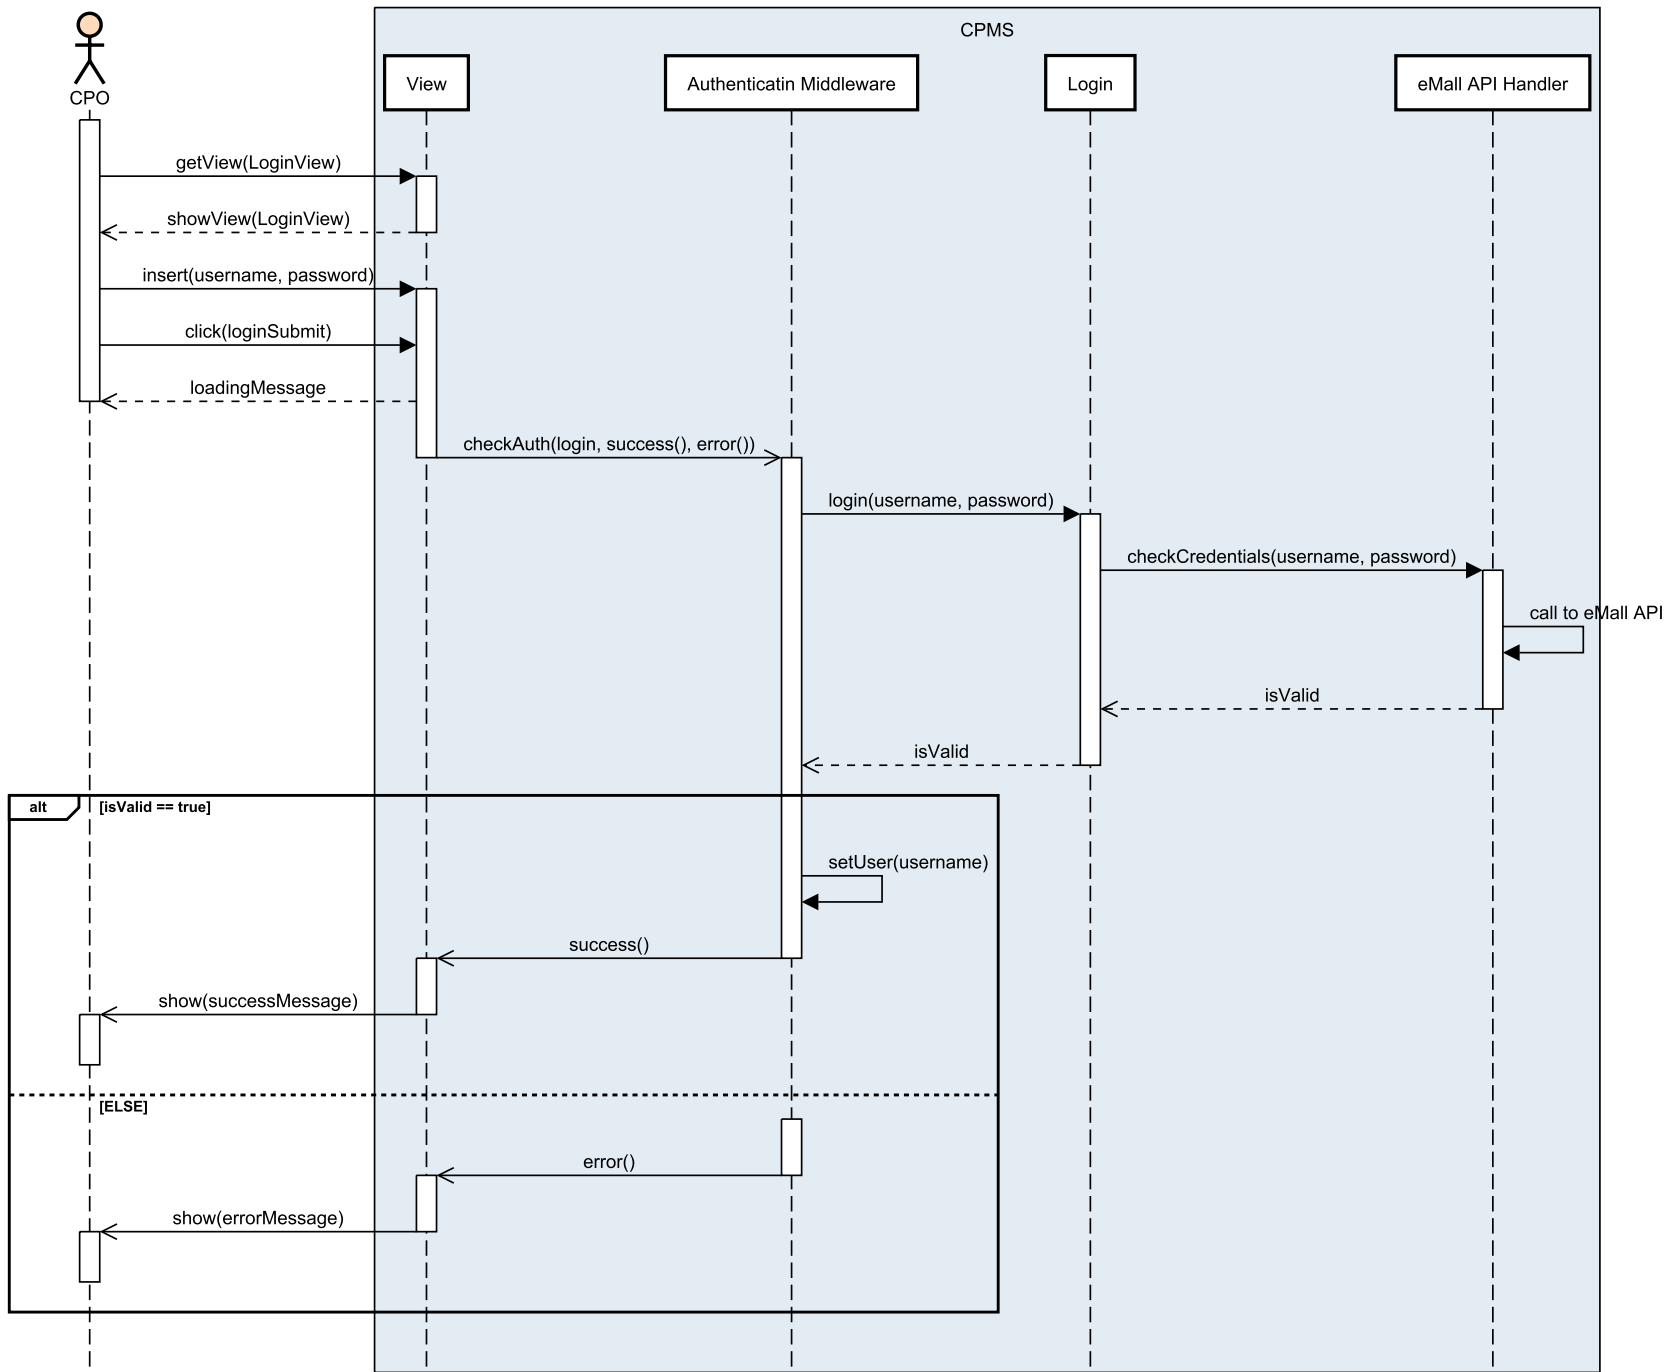 CPMS
CPO
View
Authenticatin Middleware
Login
eMall API Handler
getView(LoginView)
showView(LoginView)
insert(username, password)
click(loginSubmit)
loadingMessage
checkAuth(login, success(), error())
login(username, password)
checkCredentials(username, password)
call to eMall API
isValid
isValid
alt
[isValid == true]
setUser(username)
success()
show(successMessage)
[ELSE]
error()
show(errorMessage)